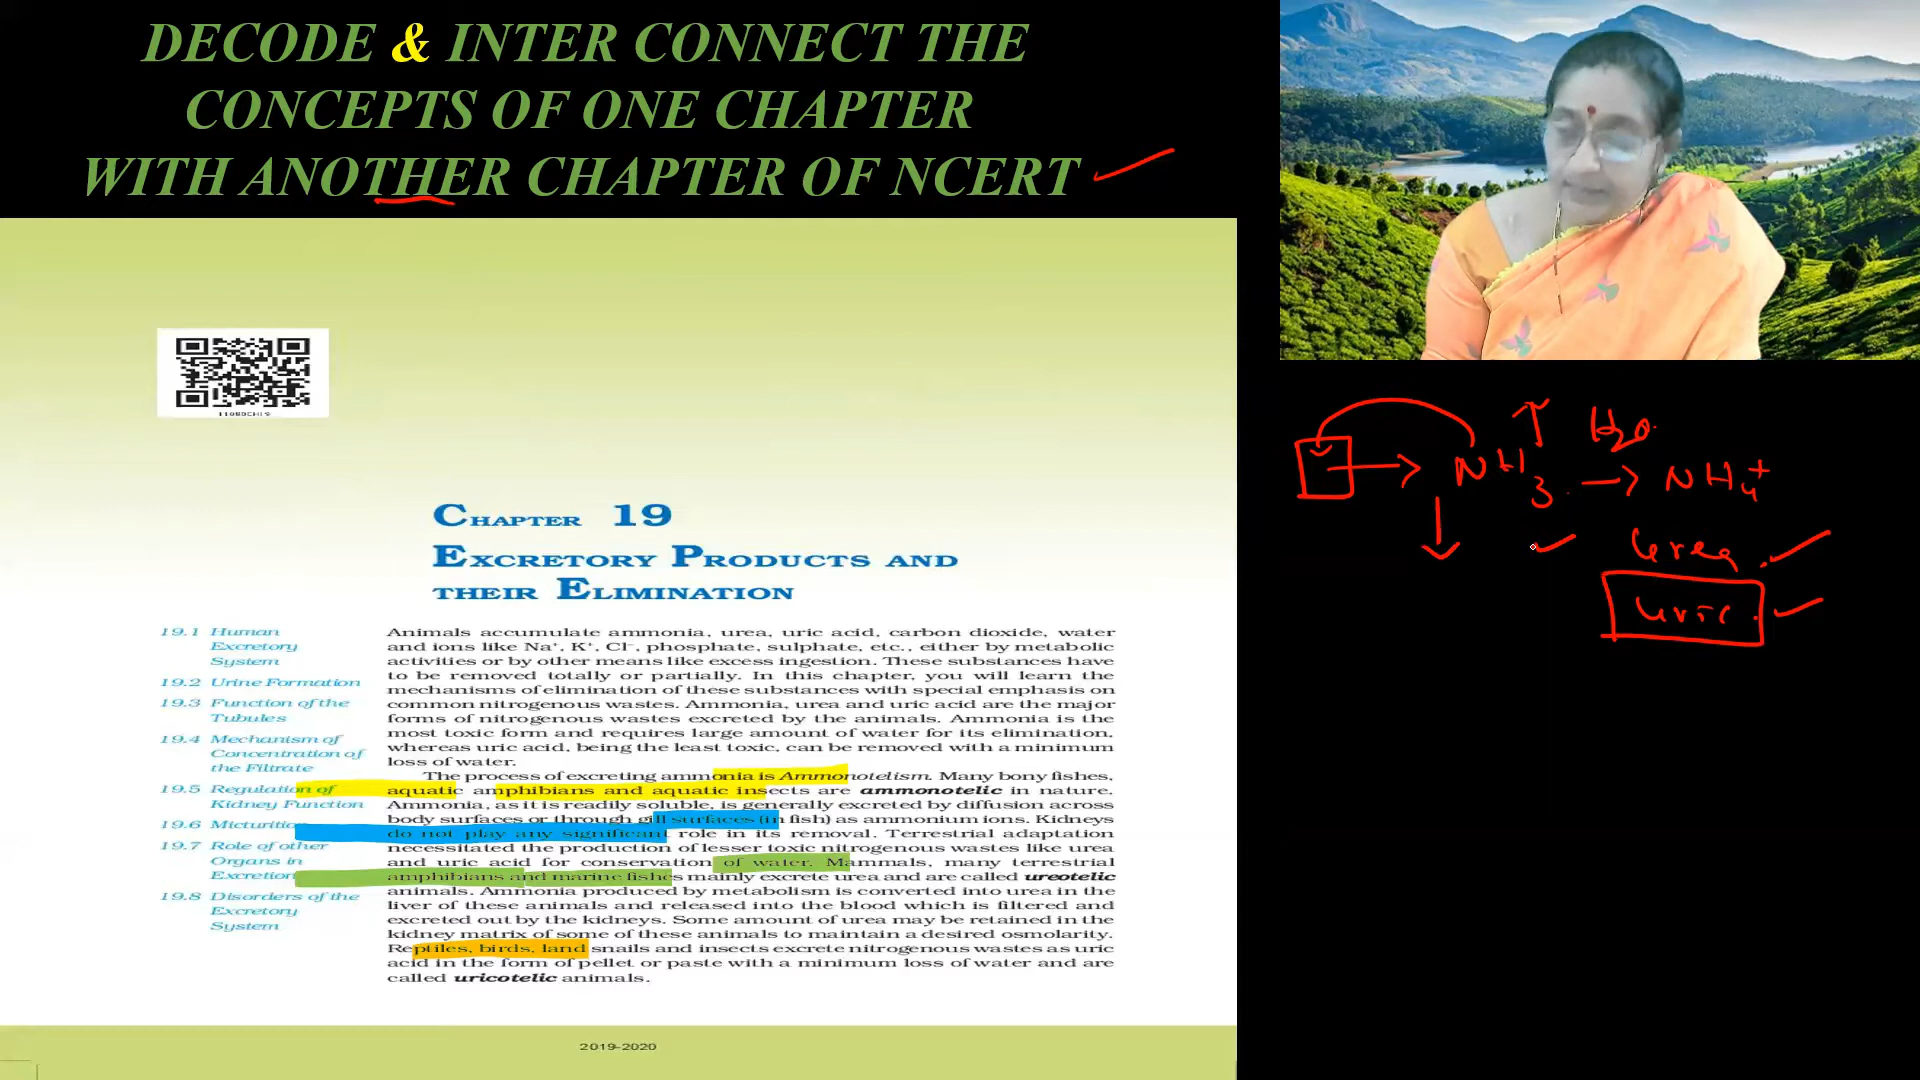 DECODE & INTER CONNECT THE
CONCEPTS OF ONE CHAPTER
WITH ANOTHER CHAPTER OF NCERT
11080CH19
CHAPTER 19
EXCRETORY PRODUCTS AND
THEIR ELIMINATION
19.1 Human
Excretory
System
19.2 Urine Formation
19.3 Function of the
Tubules
19.4 Mechanism of
Concentration of
the Filtrate
19.5 Regulation of
Kidney Function
19.6 Micturition
19.7 Role of other
Organs in
Excretion
19.8 Disorders of the
Excretory
System
Animals accumulate ammonia, urea, uric acid, carbon dioxide, water
and ions like Na⁺, K⁺, Cl⁻, phosphate, sulphate, etc., either by metabolic
activities or by other means like excess ingestion. These substances have
to be removed totally or partially. In this chapter, you will learn the
mechanisms of elimination of these substances with special emphasis on
common nitrogenous wastes. Ammonia, urea and uric acid are the major
forms of nitrogenous wastes excreted by the animals. Ammonia is the
most toxic form and requires large amount of water for its elimination,
whereas uric acid, being the least toxic, can be removed with a minimum
loss of water.
The process of excreting ammonia is Ammonotelism. Many bony fishes,
aquatic amphibians and aquatic insects are ammonotelic in nature.
Ammonia, as it is readily soluble, is generally excreted by diffusion across
body surfaces or through gill surfaces (in fish) as ammonium ions. Kidneys
do not play any significant role in its removal. Terrestrial adaptation
necessitated the production of lesser toxic nitrogenous wastes like urea
and uric acid for conservation of water. Mammals, many terrestrial
amphibians and marine fishes mainly excrete urea and are called ureotelic
animals. Ammonia produced by metabolism is converted into urea in the
liver of these animals and released into the blood which is filtered and
excreted out by the kidneys. Some amount of urea may be retained in the
kidney matrix of some of these animals to maintain a desired osmolarity.
Reptiles, birds, land snails and insects excrete nitrogenous wastes as uric
acid in the form of pellet or paste with a minimum loss of water and are
called uricotelic animals.
2019-2020
H₂O
NH₃ → NH₄⁺
Urea
Uric